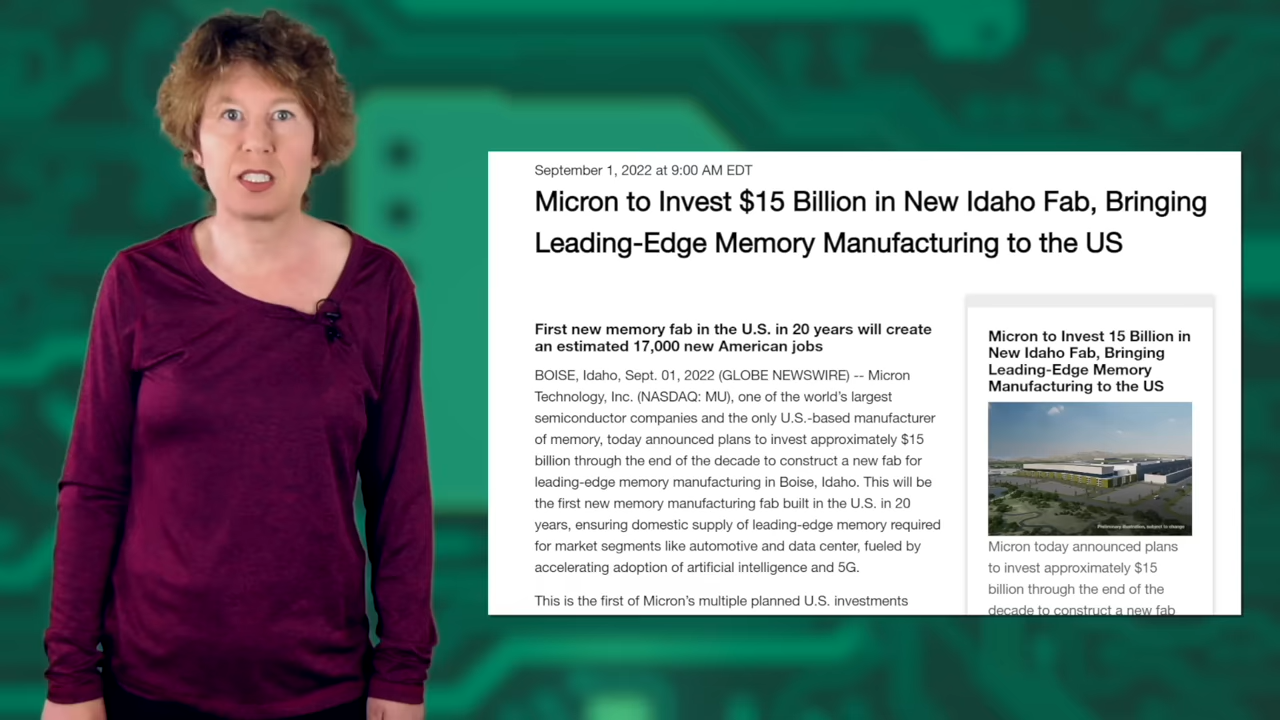 September 1, 2022 at 9:00 AM EDT
Micron to Invest $15 Billion in New Idaho Fab, Bringing
Leading-Edge Memory Manufacturing to the US
First new memory fab in the U.S. in 20 years will create
an estimated 17,000 new American jobs
BOISE, Idaho, Sept. 01, 2022 (GLOBE NEWSWIRE) -- Micron
Technology, Inc. (NASDAQ: MU), one of the world’s largest
semiconductor companies and the only U.S.-based manufacturer
of memory, today announced plans to invest approximately $15
billion through the end of the decade to construct a new fab for
leading-edge memory manufacturing in Boise, Idaho. This will be
the first new memory manufacturing fab built in the U.S. in 20
years, ensuring domestic supply of leading-edge memory required
for market segments like automotive and data center, fueled by
accelerating adoption of artificial intelligence and 5G.
This is the first of Micron’s multiple planned U.S. investments
Micron to Invest 15 Billion in
New Idaho Fab, Bringing
Leading-Edge Memory
Manufacturing to the US
Preliminary illustration, subject to change
Micron today announced plans
to invest approximately $15
billion through the end of the
decade to construct a new fab